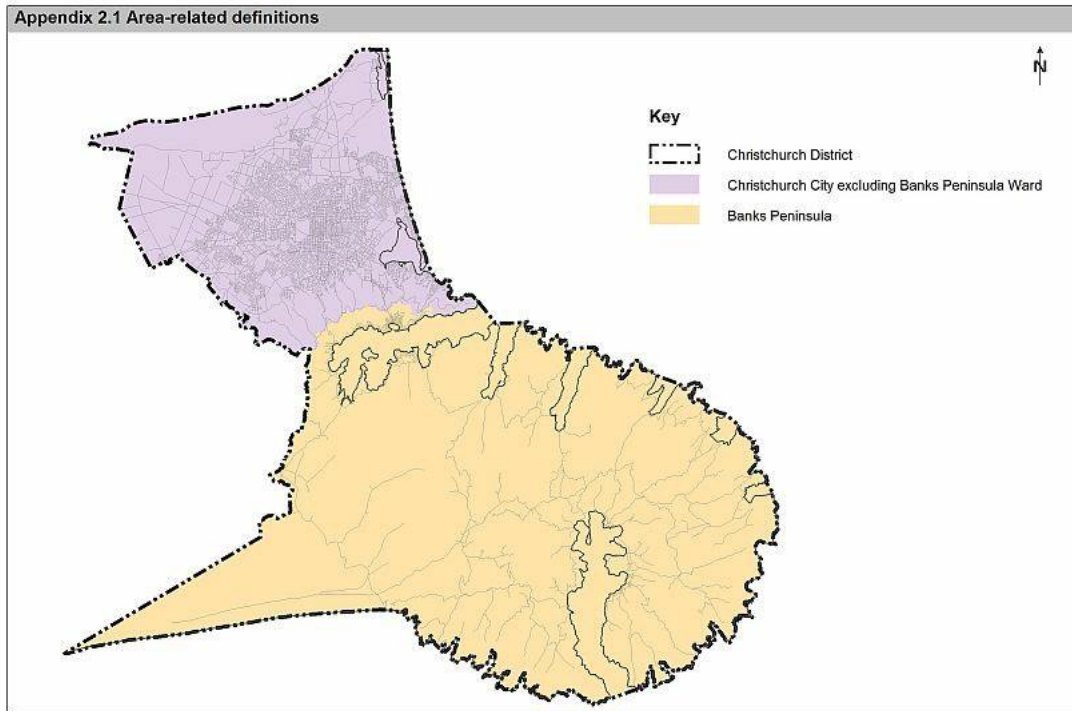 Appendix 2.1 Area-related definitions
N
Key
Christchurch District
Christchurch City excluding Banks Peninsula Ward
Banks Peninsula